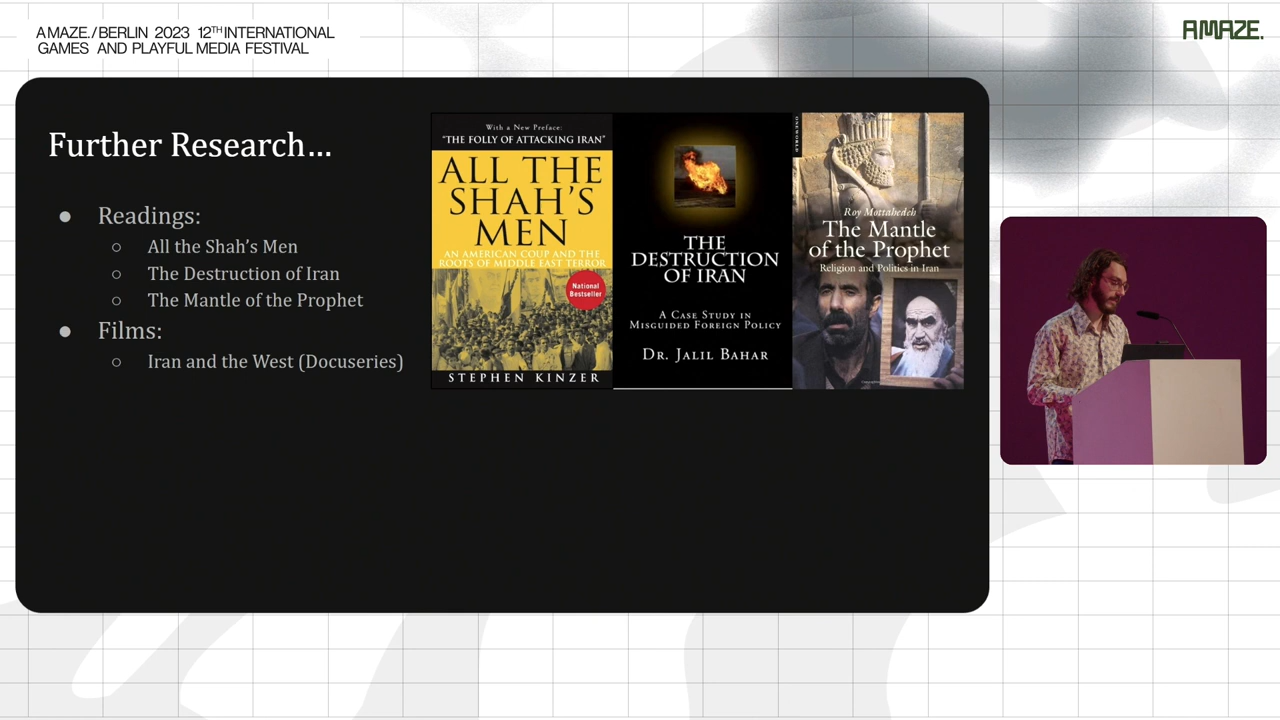 A MAZE. / BERLIN 2023 12TH INTERNATIONAL
GAMES AND PLAYFUL MEDIA FESTIVAL
AMAZE.
Further Research...
● Readings:
○ All the Shah's Men
○ The Destruction of Iran
○ The Mantle of the Prophet
● Films:
○ Iran and the West (Docuseries)
With a New Preface:
"THE FOLLY OF ATTACKING IRAN"
ALL THE
SHAH'S
MEN
AN AMERICAN COUP AND THE
ROOTS OF MIDDLE EAST TERROR
National
Bestseller
STEPHEN KINZER
THE
DESTRUCTION
OF IRAN
A CASE STUDY IN
MISGUIDED FOREIGN POLICY
DR. JALIL BAHAR
ONEWORLD
Roy Mottahedeh
The Mantle
of the Prophet
Religion and Politics in Iran